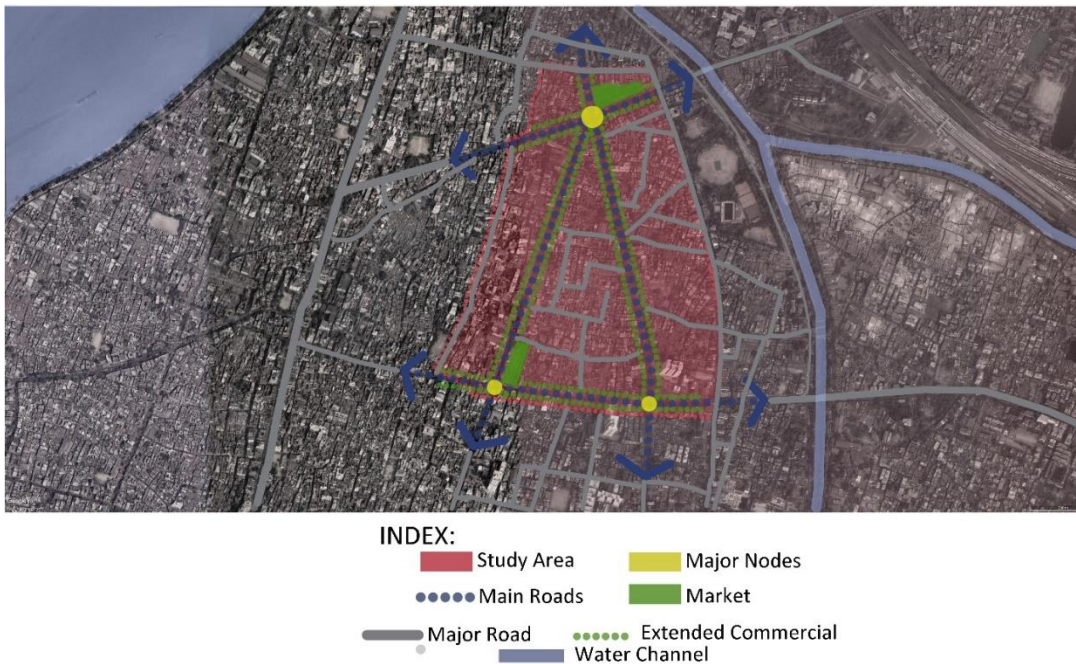 INDEX:
Study Area Major Nodes
Main Roads Market
Major Road Extended Commercial
Water Channel